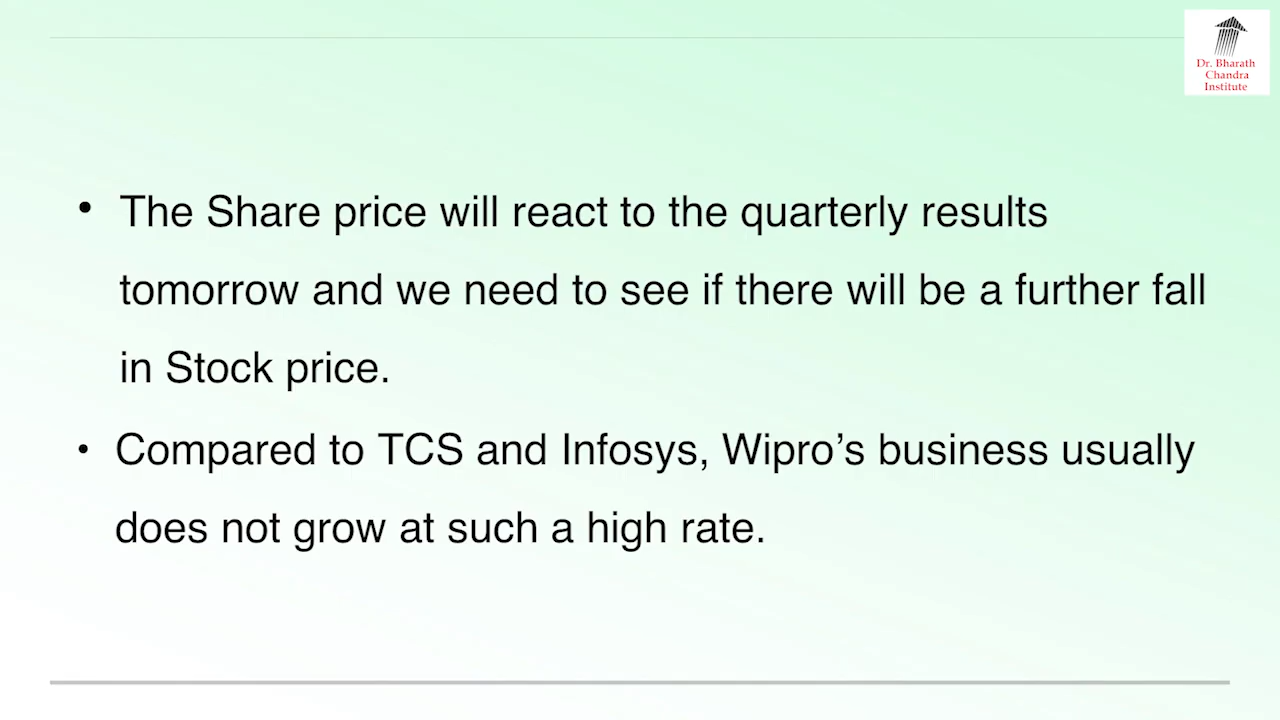 Dr. Bharath
Chandra
Institute
• The Share price will react to the quarterly results
tomorrow and we need to see if there will be a further fall
in Stock price.
• Compared to TCS and Infosys, Wipro’s business usually
does not grow at such a high rate.